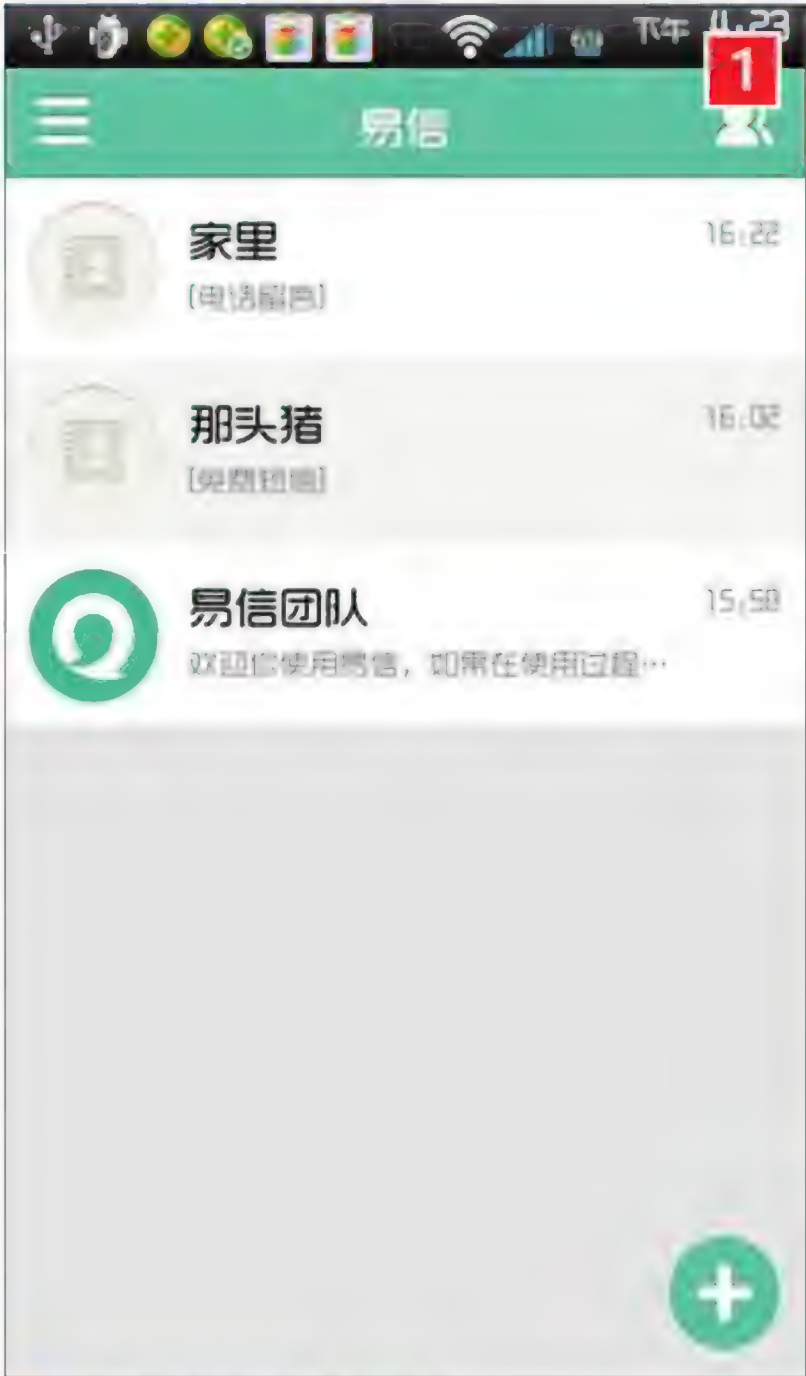 下午 4:23
1
易信
家里 16:22
[电话留言]
那头猪 16:02
[免费短信]
易信团队 15:58
欢迎你使用易信，如果在使用过程…